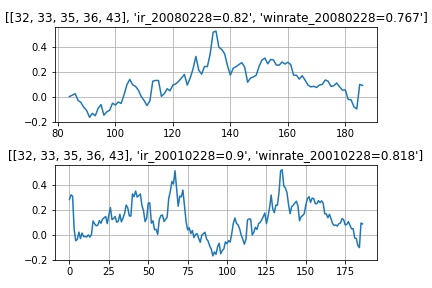 [[32, 33, 35, 36, 43], 'ir_20080228=0.82', 'winrate_20080228=0.767']
0.4
0.2
0.0
−0.2
80 100 120 140 160 180
[[32, 33, 35, 36, 43], 'ir_20010228=0.9', 'winrate_20010228=0.818']
0.4
0.2
0.0
−0.2
0 25 50 75 100 125 150 175